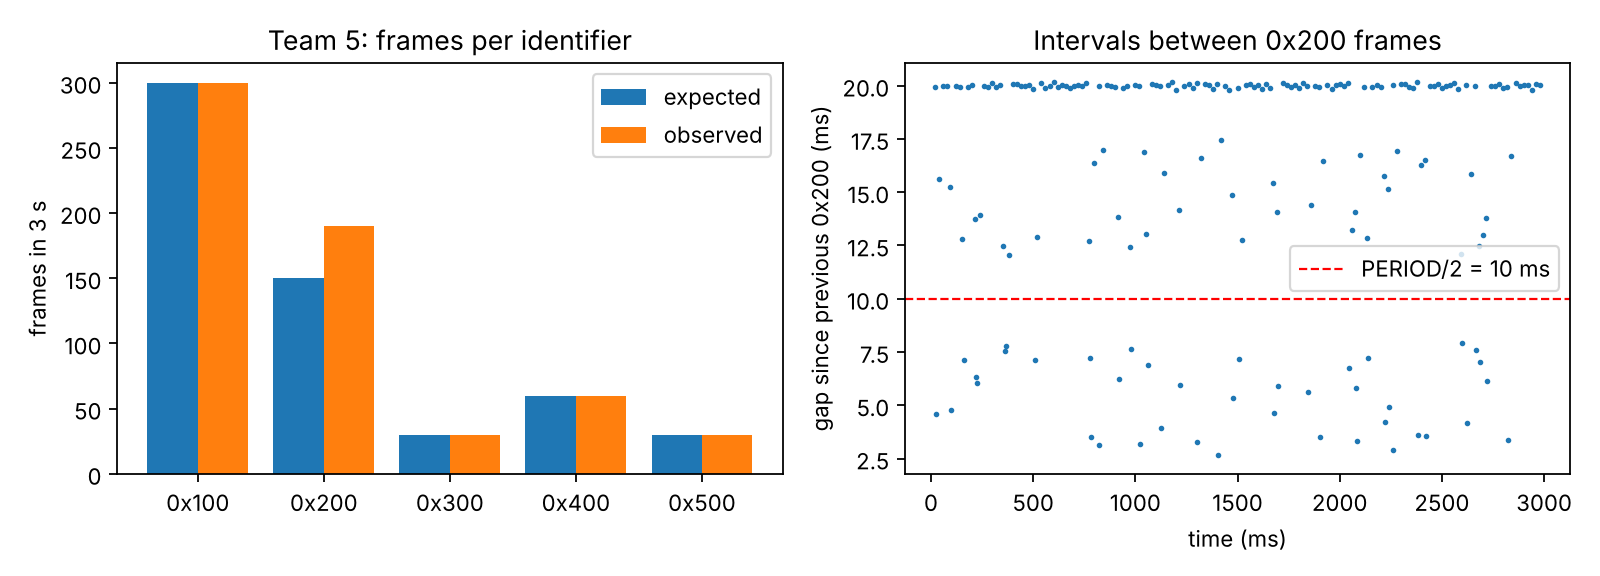 Team 5: frames per identifier
frames in 3 s
300
250
200
150
100
50
0
0x100
0x200
0x300
0x400
0x500
expected
observed
Intervals between 0x200 frames
gap since previous 0x200 (ms)
20.0
17.5
15.0
12.5
10.0
7.5
5.0
2.5
PERIOD/2 = 10 ms
0
500
1000
1500
2000
2500
3000
time (ms)